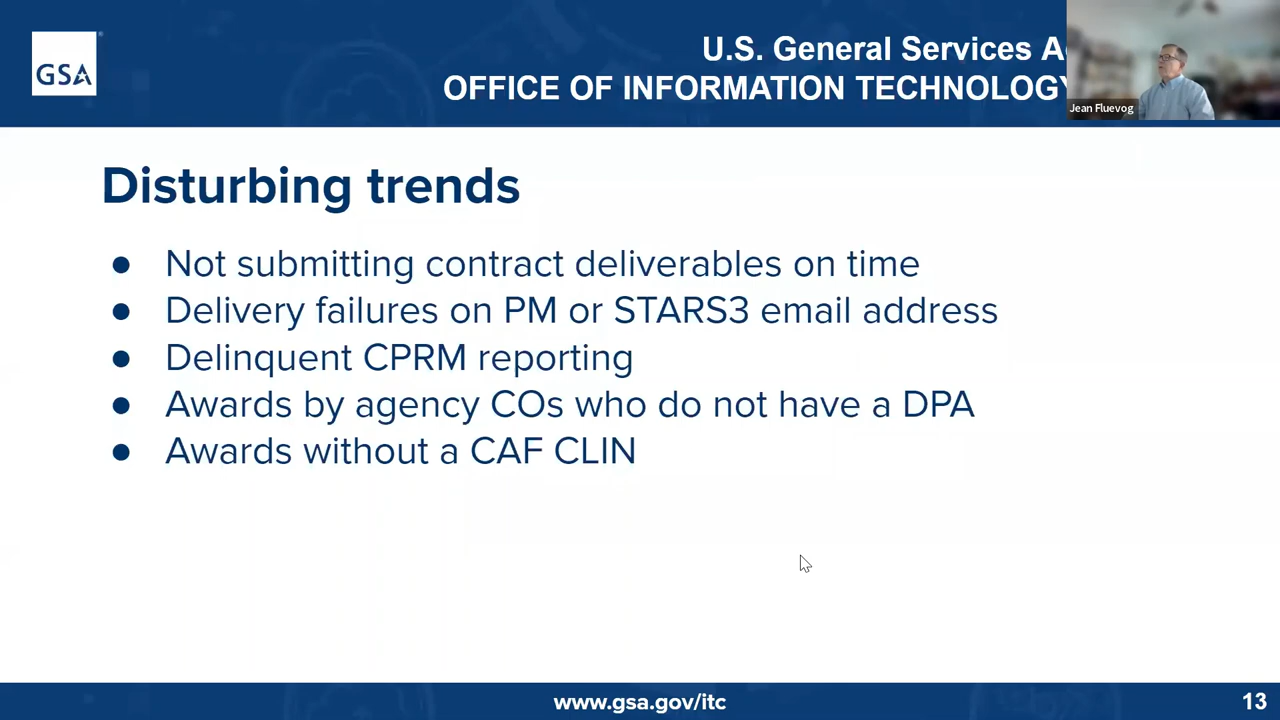 GSA
U.S. General Services
OFFICE OF INFORMATION TECHNOLOGY
Jean Fluevog
Disturbing trends
● Not submitting contract deliverables on time
● Delivery failures on PM or STARS3 email address
● Delinquent CPRM reporting
● Awards by agency COs who do not have a DPA
● Awards without a CAF CLIN
www.gsa.gov/itc
13